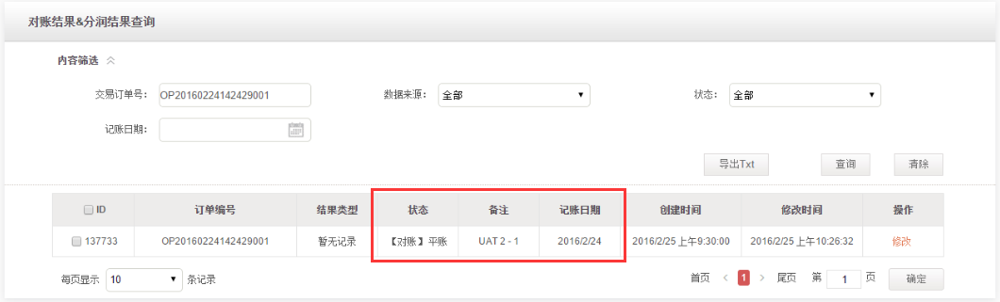 对账结果&分润结果查询
内容筛选
交易订单号： OP20160224142429001 数据来源： 全部 状态： 全部
记账日期：
导出Txt 查询 清除
ID 订单编号 结果类型 状态 备注 记账日期 创建时间 修改时间 操作
137733 OP20160224142429001 暂无记录 【对账】平账 UAT 2 - 1 2016/2/24 2016/2/25 上午9:30:00 2016/2/25 上午10:26:32 修改
每页显示 10 条记录 首页 < 1 > 尾页 第 1 页 确定